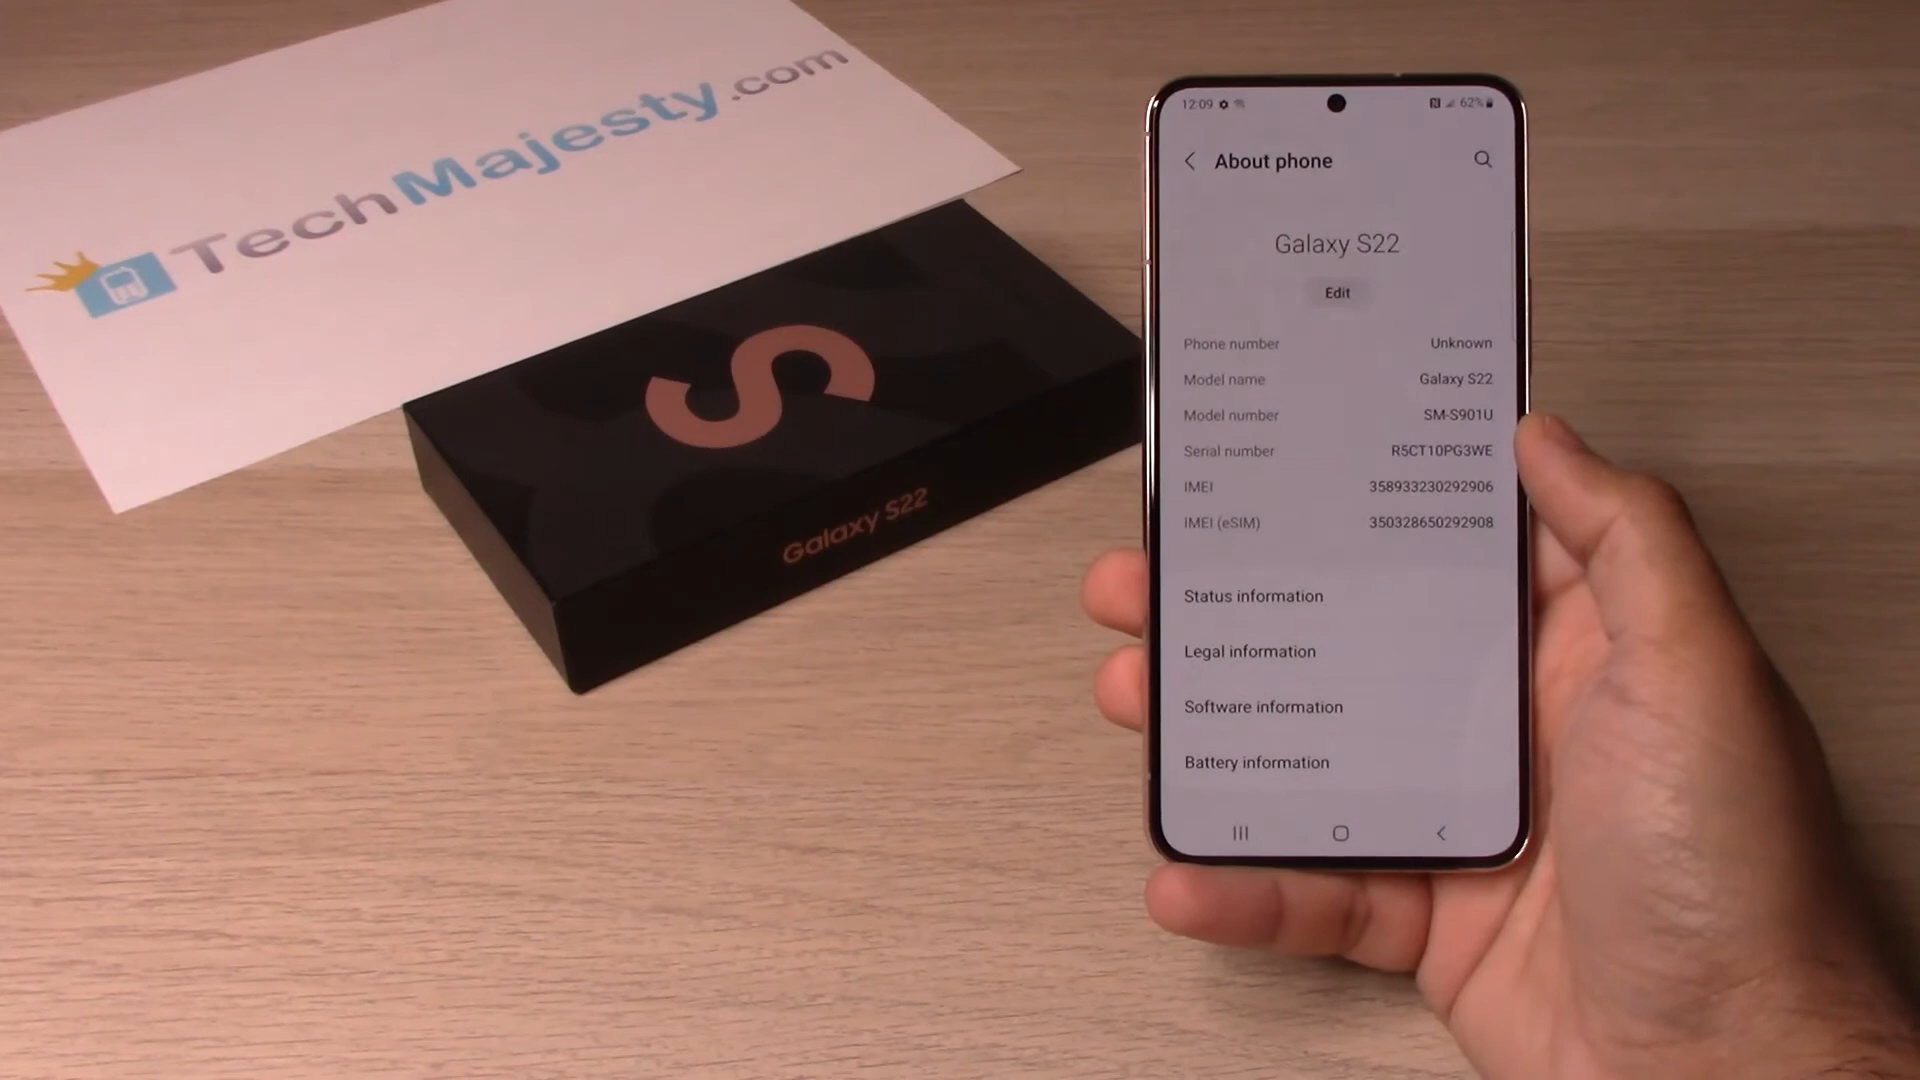 TechMajesty.com
Galaxy S22
12:09
62%
About phone
Galaxy S22
Edit
Phone number Unknown
Model name Galaxy S22
Model number SM-S901U
Serial number R5CT10PG3WE
IMEI 358933230292906
IMEI (eSIM) 350328650292908
Status information
Legal information
Software information
Battery information